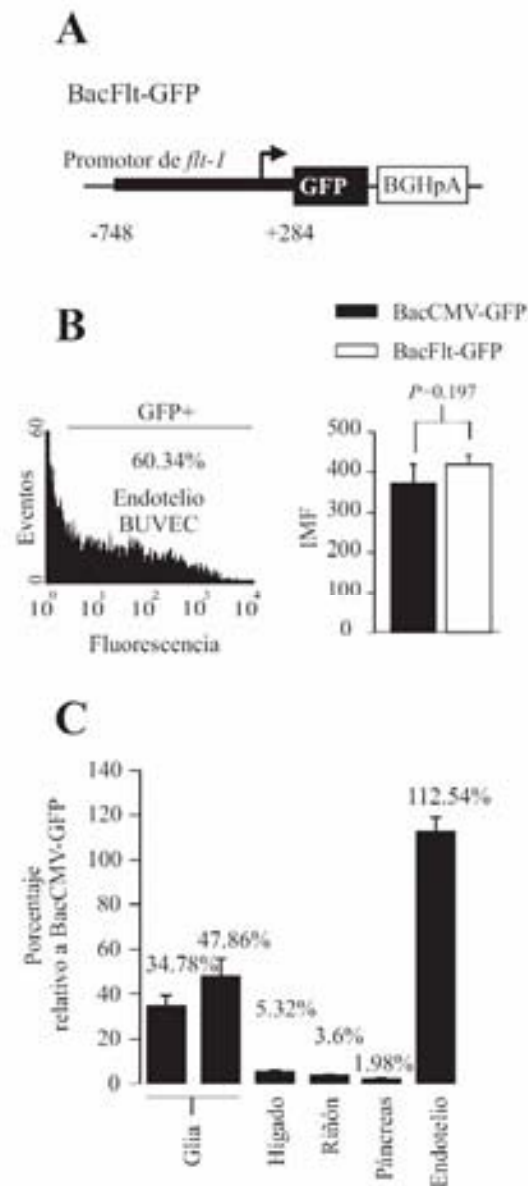 A
BacFlt-GFP
Promotor de flt-1
GFP
BGHpA
-748
+284
B
BacCMV-GFP
BacFlt-GFP
GFP+
60.34%
Endotelio
BUVEC
60
0
Eventos
10⁰ 10¹ 10² 10³ 10⁴
Fluorescencia
P=0.197
500
400
300
200
100
0
IMF
C
140
120
100
80
60
40
20
0
Porcentaje
relativo a BacCMV-GFP
34.78%
47.86%
5.32%
3.6%
1.98%
112.54%
Glia
Hígado
Riñón
Páncreas
Endotelio